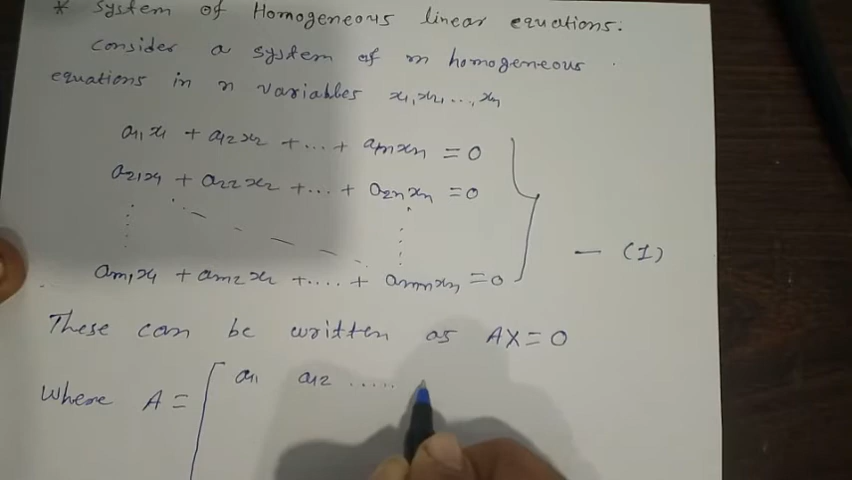 * System of Homogeneous linear equations:
Consider a system of m homogeneous
equations in n variables x1, x2, ..., xn
a11x1 + a12x2 + ... + a1nxn = 0
a21x1 + a22x2 + ... + a2nxn = 0
am1x1 + am2x2 + .... + amnxn = 0
— (I)
These can be written as AX = 0
Where A = [ a11 a12 .....